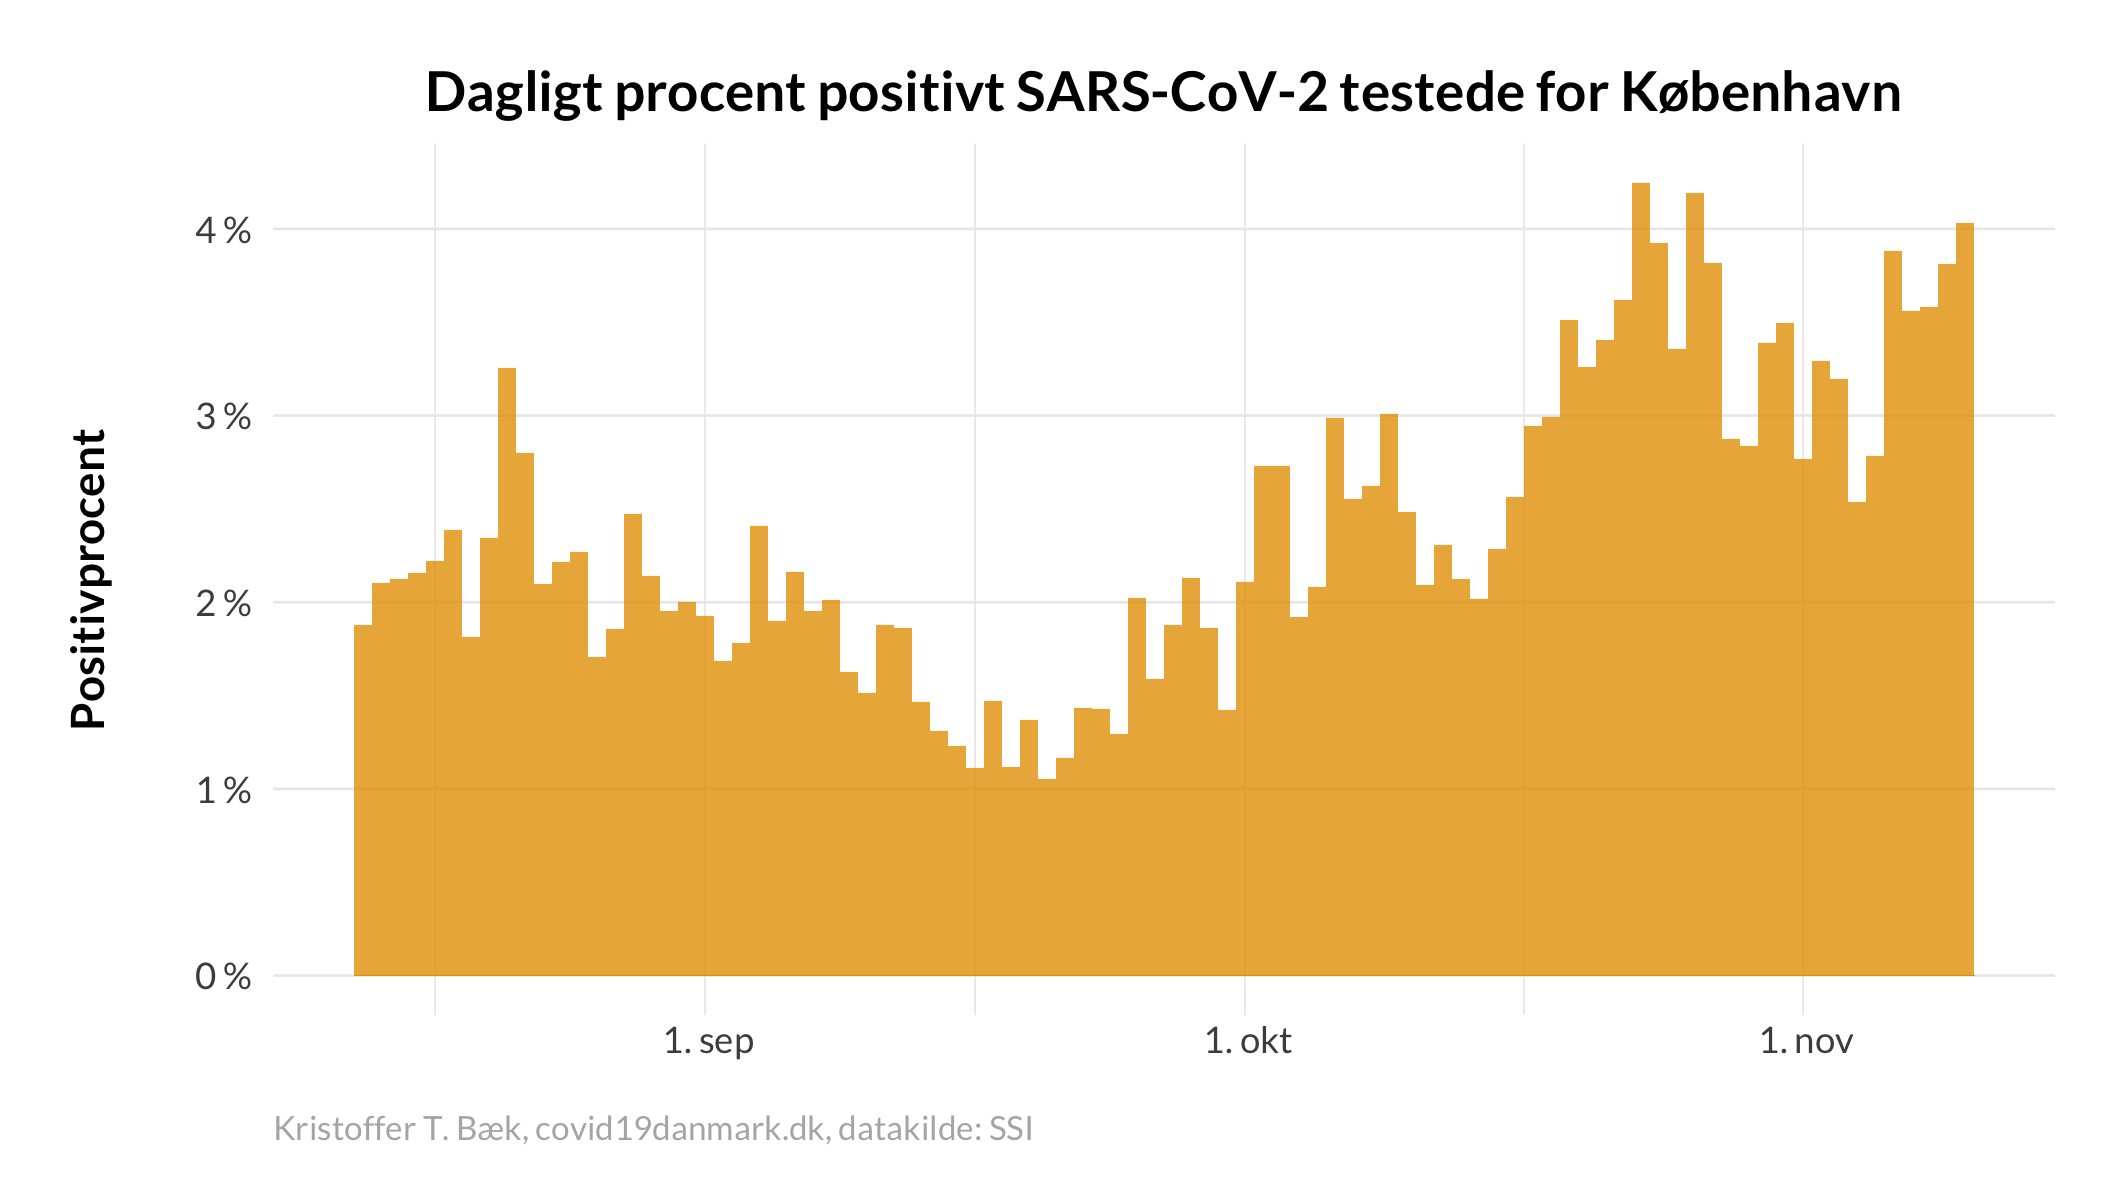 Dagligt procent positivt SARS-CoV-2 testede for København
Positivprocent
4 %
3 %
2 %
1 %
0 %
1. sep
1. okt
1. nov
Kristoffer T. Bæk, covid19danmark.dk, datakilde: SSI